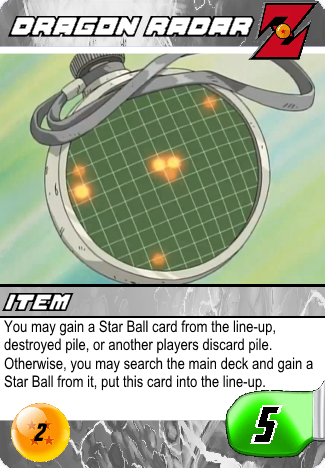 DRAGON RADAR
Z
ITEM
You may gain a Star Ball card from the line-up,
destroyed pile, or another players discard pile.
Otherwise, you may search the main deck and gain a
Star Ball from it, put this card into the line-up.
2
5